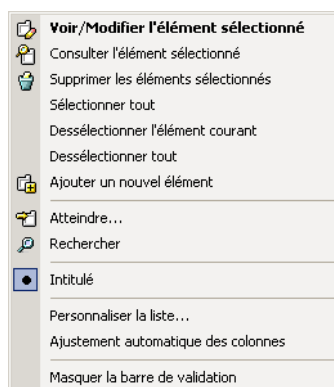 Voir/Modifier l'élément sélectionné
Consulter l'élément sélectionné
Supprimer les éléments sélectionnés
Sélectionner tout
Dessélectionner l'élément courant
Dessélectionner tout
Ajouter un nouvel élément
Atteindre...
Rechercher
Intitulé
Personnaliser la liste...
Ajustement automatique des colonnes
Masquer la barre de validation